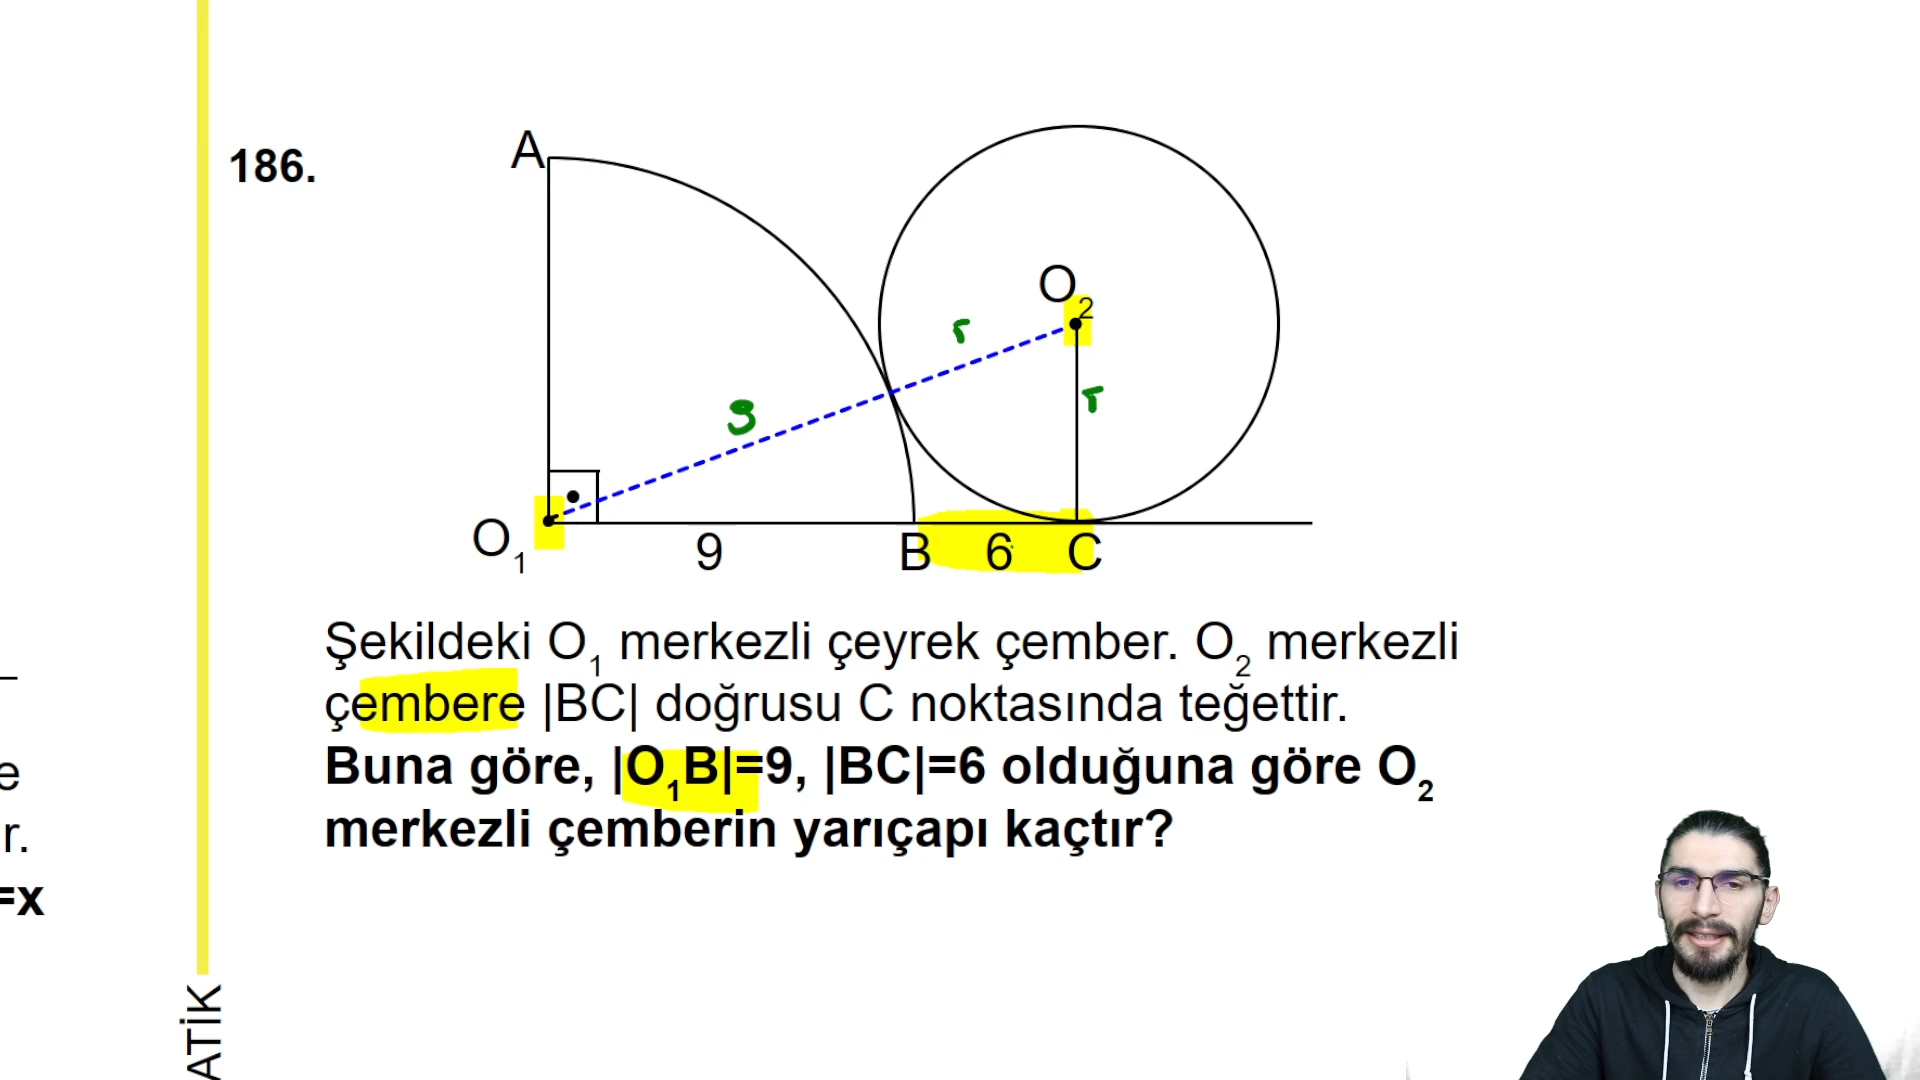 186.
A
O2
r
r
9
O1
9
B
6
C
Şekildeki O1 merkezli çeyrek çember. O2 merkezli
çembere |BC| doğrusu C noktasında teğettir.
Buna göre, |O1B|=9, |BC|=6 olduğuna göre O2
merkezli çemberin yarıçapı kaçtır?
e
r.
=x
ATİK